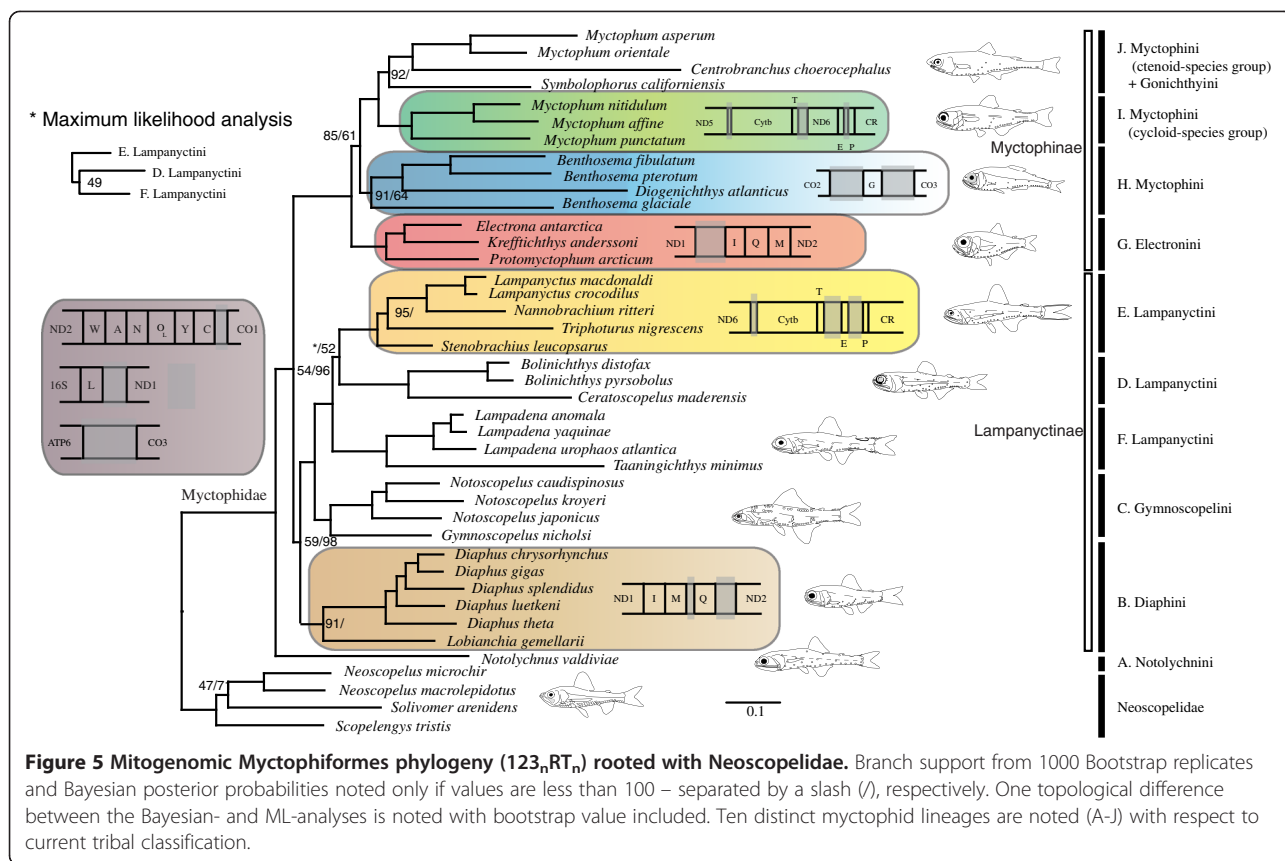 * Maximum likelihood analysis
E. Lampanyctini
D. Lampanyctini
49
F. Lampanyctini
Myctophum asperum
Myctophum orientale
92/
Centrobranchus choerocephalus
Symbolophorus californiensis
85/61
Myctophum nitidulum
Myctophum affine
Myctophum punctatum
T
ND5 Cytb ND6 CR
E P
Benthosema fibulatum
Benthosema pterotum
Diogenichthys atlanticus
91/64
Benthosema glaciale
CO2 G CO3
Electrona antarctica
Krefftichthys anderssoni
Protomyctophum arcticum
ND1 I Q M ND2
Lampanyctus macdonaldi
Lampanyctus crocodilus
95/
Nannobrachium ritteri
Triphoturus nigrescens
Stenobrachius leucopsarus
T
ND6 Cytb CR
E P
*/52
54/96
Bolinichthys distofax
Bolinichthys pyrsobolus
Ceratoscopelus maderensis
Lampadena anomala
Lampadena yaquinae
Lampadena urophaos atlantica
Taaningichthys minimus
Notoscopelus caudispinosus
Notoscopelus kroyeri
Notoscopelus japonicus
Gymnoscopelus nicholsi
59/98
Diaphus chrysorhynchus
Diaphus gigas
Diaphus splendidus
Diaphus luetkeni
Diaphus theta
91/
Lobianchia gemellarii
ND1 I M Q ND2
Notolychnus valdiviae
Neoscopelus microchir
47/71
Neoscopelus macrolepidotus
Solivomer arenidens
Scopelengys tristis
0.1
ND2 W A N OL Y C CO1
16S L ND1
ATP6 CO3
Myctophidae
Myctophinae
Lampanyctinae
J. Myctophini
(ctenoid-species group)
+ Gonichthyini
I. Myctophini
(cycloid-species group)
H. Myctophini
G. Electronini
E. Lampanyctini
D. Lampanyctini
F. Lampanyctini
C. Gymnoscopelini
B. Diaphini
A. Notolychnini
Neoscopelidae
Figure 5 Mitogenomic Myctophiformes phylogeny (123nRTn) rooted with Neoscopelidae. Branch support from 1000 Bootstrap replicates
and Bayesian posterior probabilities noted only if values are less than 100 – separated by a slash (/), respectively. One topological difference
between the Bayesian- and ML-analyses is noted with bootstrap value included. Ten distinct myctophid lineages are noted (A-J) with respect to
current tribal classification.